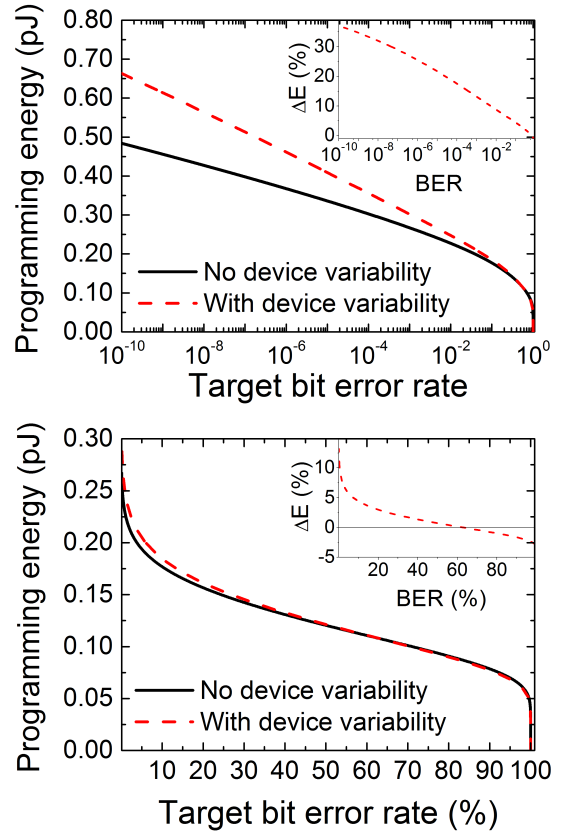 Programming energy (pJ)
0.80
0.70
0.60
0.50
0.40
0.30
0.20
0.10
0.00
ΔE (%)
30
20
10
0
10⁻¹⁰ 10⁻⁸ 10⁻⁶ 10⁻⁴ 10⁻²
BER
No device variability
With device variability
10⁻¹⁰ 10⁻⁸ 10⁻⁶ 10⁻⁴ 10⁻² 10⁰
Target bit error rate
Programming energy (pJ)
0.30
0.25
0.20
0.15
0.10
0.05
0.00
ΔE (%)
10
5
0
-5
20 40 60 80
BER (%)
No device variability
With device variability
10 20 30 40 50 60 70 80 90 100
Target bit error rate (%)